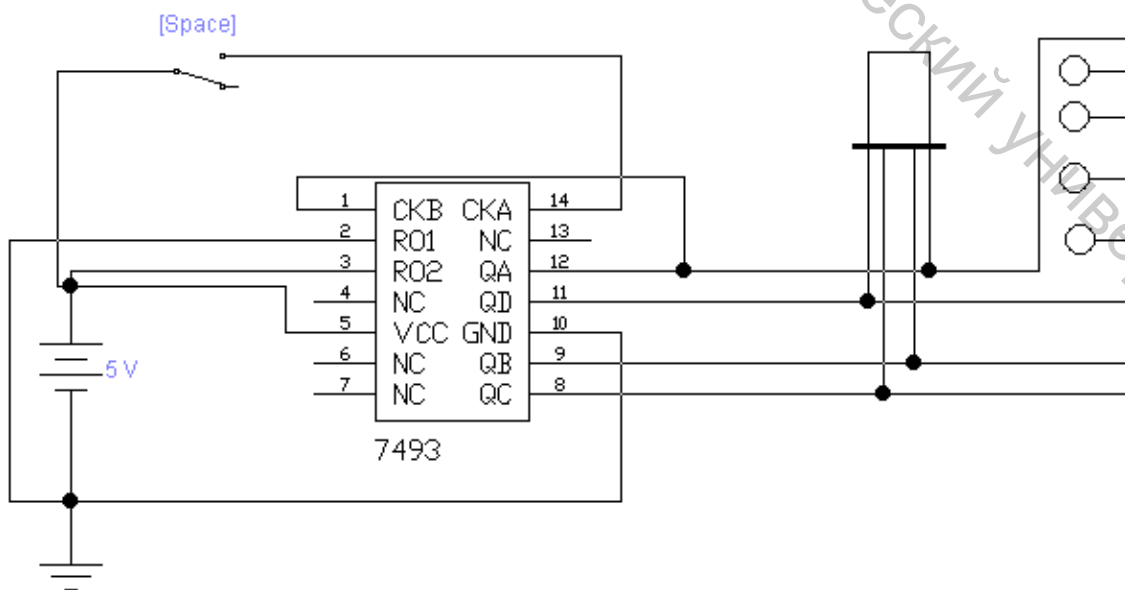 [Space]
1 CKB CKA 14
2 RO1 NC 13
3 RO2 QA 12
4 NC QD 11
5 VCC GND 10
6 NC QB 9
7 NC QC 8
5 V
7493